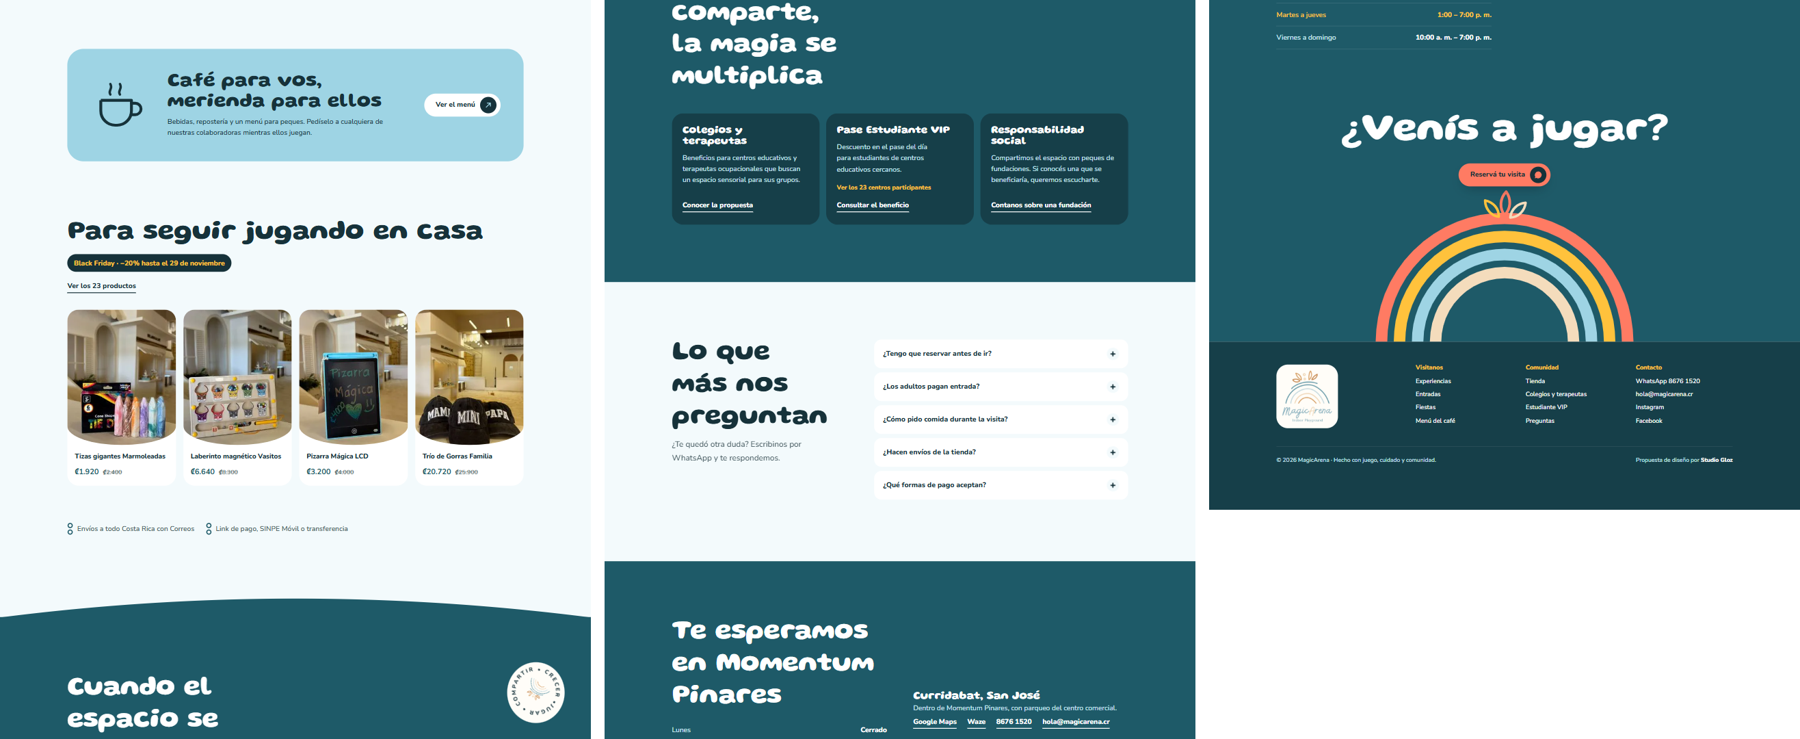 Café para vos,
merienda para ellos
Bebidas, repostería y un menú para peques. Pedíselo a cualquiera de
nuestras colaboradoras mientras ellos juegan.
Ver el menú
Para seguir jugando en casa
Black Friday · −20% hasta el 29 de noviembre
Ver los 23 productos
Pizarra
Mágica
MAMI
MINI
PAPA
Tizas gigantes Marmoleadas
₡1.920 ₡2.400
Laberinto magnético Vasitos
₡6.640 ₡8.300
Pizarra Mágica LCD
₡3.200 ₡4.000
Trío de Gorras Familia
₡20.720 ₡25.900
Envíos a todo Costa Rica con Correos
Link de pago, SINPE Móvil o transferencia
Cuando el
espacio se
COMPARTIR • CRECER • JUGAR •
comparte,
la magia se
multiplica
Colegios y
terapeutas
Beneficios para centros educativos y
terapeutas ocupacionales que buscan
un espacio sensorial para sus grupos.
Conocer la propuesta
Pase Estudiante VIP
Descuento en el pase del día
para estudiantes de centros
educativos cercanos.
Ver los 23 centros participantes
Consultar el beneficio
Responsabilidad
social
Compartimos el espacio con peques de
fundaciones. Si conocés una que se
beneficiaría, queremos escucharte.
Contanos sobre una fundación
Lo que
más nos
preguntan
¿Te quedó otra duda? Escribinos por
WhatsApp y te respondemos.
¿Tengo que reservar antes de ir?
¿Los adultos pagan entrada?
¿Cómo pido comida durante la visita?
¿Hacen envíos de la tienda?
¿Qué formas de pago aceptan?
Te esperamos
en Momentum
Pinares
Lunes Cerrado
Curridabat, San José
Dentro de Momentum Pinares, con parqueo del centro comercial.
Google Maps Waze 8676 1520 hola@magicarena.cr
Martes a jueves 1:00 – 7:00 p. m.
Viernes a domingo 10:00 a. m. – 7:00 p. m.
¿Venís a jugar?
Reservá tu visita
MagicArena
Visitanos
Experiencias
Entradas
Fiestas
Menú del café
Comunidad
Tienda
Colegios y terapeutas
Estudiante VIP
Preguntas
Contacto
WhatsApp 8676 1520
hola@magicarena.cr
Instagram
Facebook
© 2026 MagicArena · Hecho con juego, cuidado y comunidad.
Propuesta de diseño por Studio Gloz